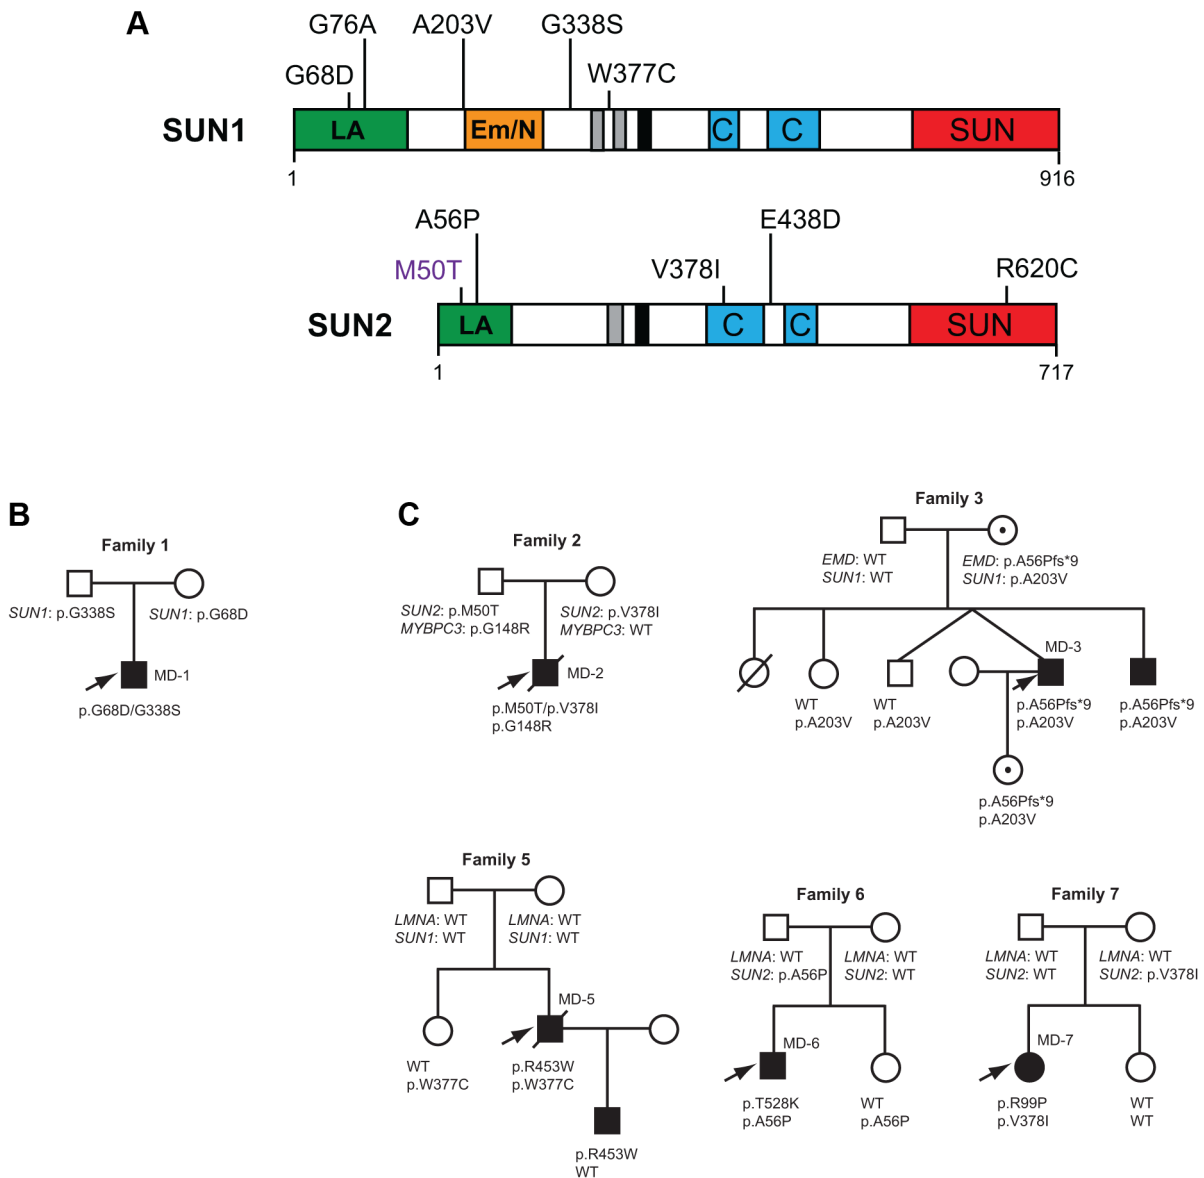 A
G76A A203V G338S
G68D W377C
SUN1 LA Em/N C C SUN
1 916
A56P E438D
M50T V378I R620C
SUN2 LA C C SUN
1 717
B
Family 1
SUN1: p.G338S SUN1: p.G68D
MD-1
p.G68D/G338S
C
Family 2
SUN2: p.M50T SUN2: p.V378I
MYBPC3: p.G148R MYBPC3: WT
MD-2
p.M50T/p.V378I
p.G148R
Family 3
EMD: WT EMD: p.A56Pfs*9
SUN1: WT SUN1: p.A203V
MD-3
WT WT p.A56Pfs*9 p.A56Pfs*9
p.A203V p.A203V p.A203V p.A203V
p.A56Pfs*9
p.A203V
Family 5
LMNA: WT LMNA: WT
SUN1: WT SUN1: WT
MD-5
WT p.R453W
p.W377C p.W377C
p.R453W
WT
Family 6
LMNA: WT LMNA: WT
SUN2: p.A56P SUN2: WT
MD-6
p.T528K WT
p.A56P p.A56P
Family 7
LMNA: WT LMNA: WT
SUN2: WT SUN2: p.V378I
MD-7
p.R99P WT
p.V378I WT